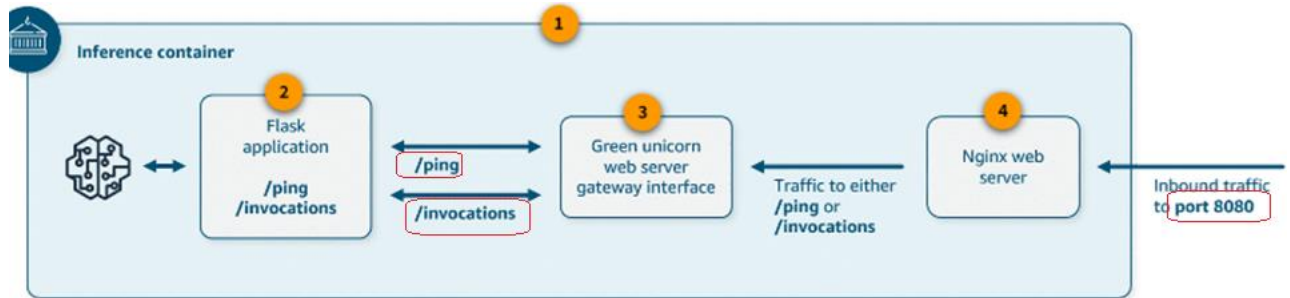 1
Inference container
2
Flask
application
/ping
/invocations
/ping
/invocations
3
Green unicorn
web server
gateway interface
Traffic to either
/ping or
/invocations
4
Nginx web
server
Inbound traffic
to port 8080